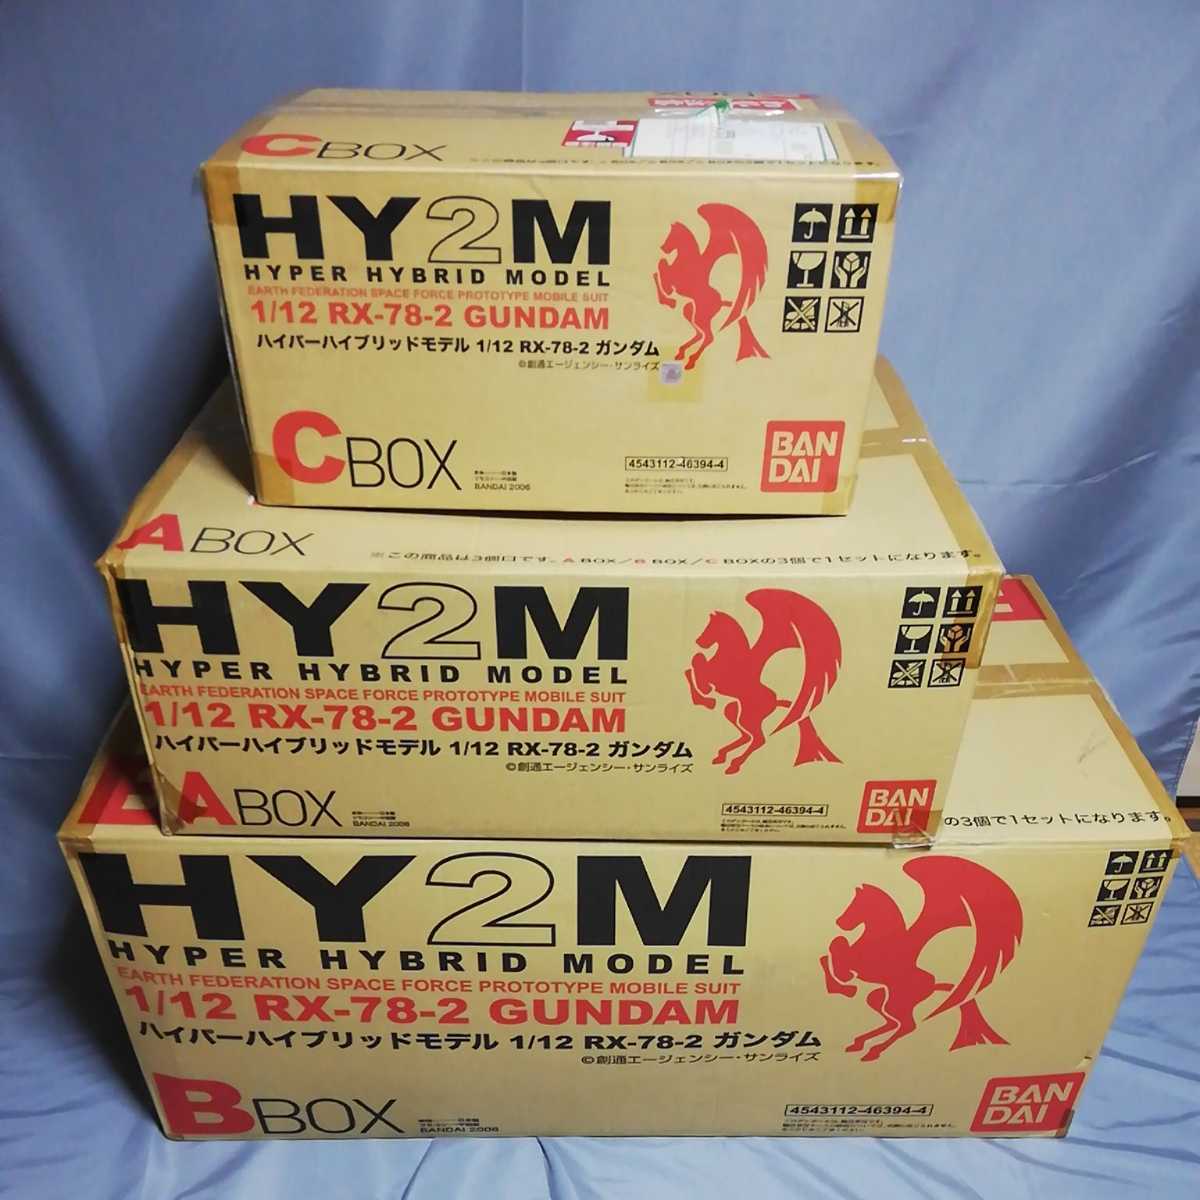 C BOX
HY2M
HYPER HYBRID MODEL
EARTH FEDERATION SPACE FORCE PROTOTYPE MOBILE SUIT
1/12 RX-78-2 GUNDAM
ハイパーハイブリッドモデル 1/12 RX-78-2 ガンダム
©創通エージェンシー・サンライズ
C BOX
BANDAI 2006
4543112-46394-4
BAN
DAI
A BOX
※この商品は3個口です。A BOX/B BOX/C BOXの3個で1セットになります。
HY2M
HYPER HYBRID MODEL
EARTH FEDERATION SPACE FORCE PROTOTYPE MOBILE SUIT
1/12 RX-78-2 GUNDAM
ハイパーハイブリッドモデル 1/12 RX-78-2 ガンダム
©創通エージェンシー・サンライズ
A BOX
BANDAI 2006
4543112-46394-4
BAN
DAI
の3個で1セットになります。
HY2M
HYPER HYBRID MODEL
EARTH FEDERATION SPACE FORCE PROTOTYPE MOBILE SUIT
1/12 RX-78-2 GUNDAM
ハイパーハイブリッドモデル 1/12 RX-78-2 ガンダム
©創通エージェンシー・サンライズ
B BOX
BANDAI 2006
4543112-46394-4
BAN
DAI